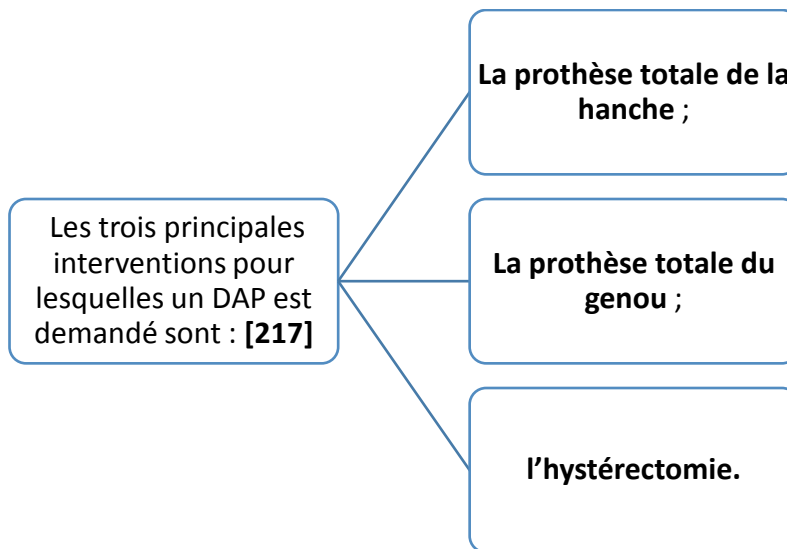 Les trois principales
interventions pour
lesquelles un DAP est
demandé sont : [217]
La prothèse totale de la
hanche ;
La prothèse totale du
genou ;
l’hystérectomie.